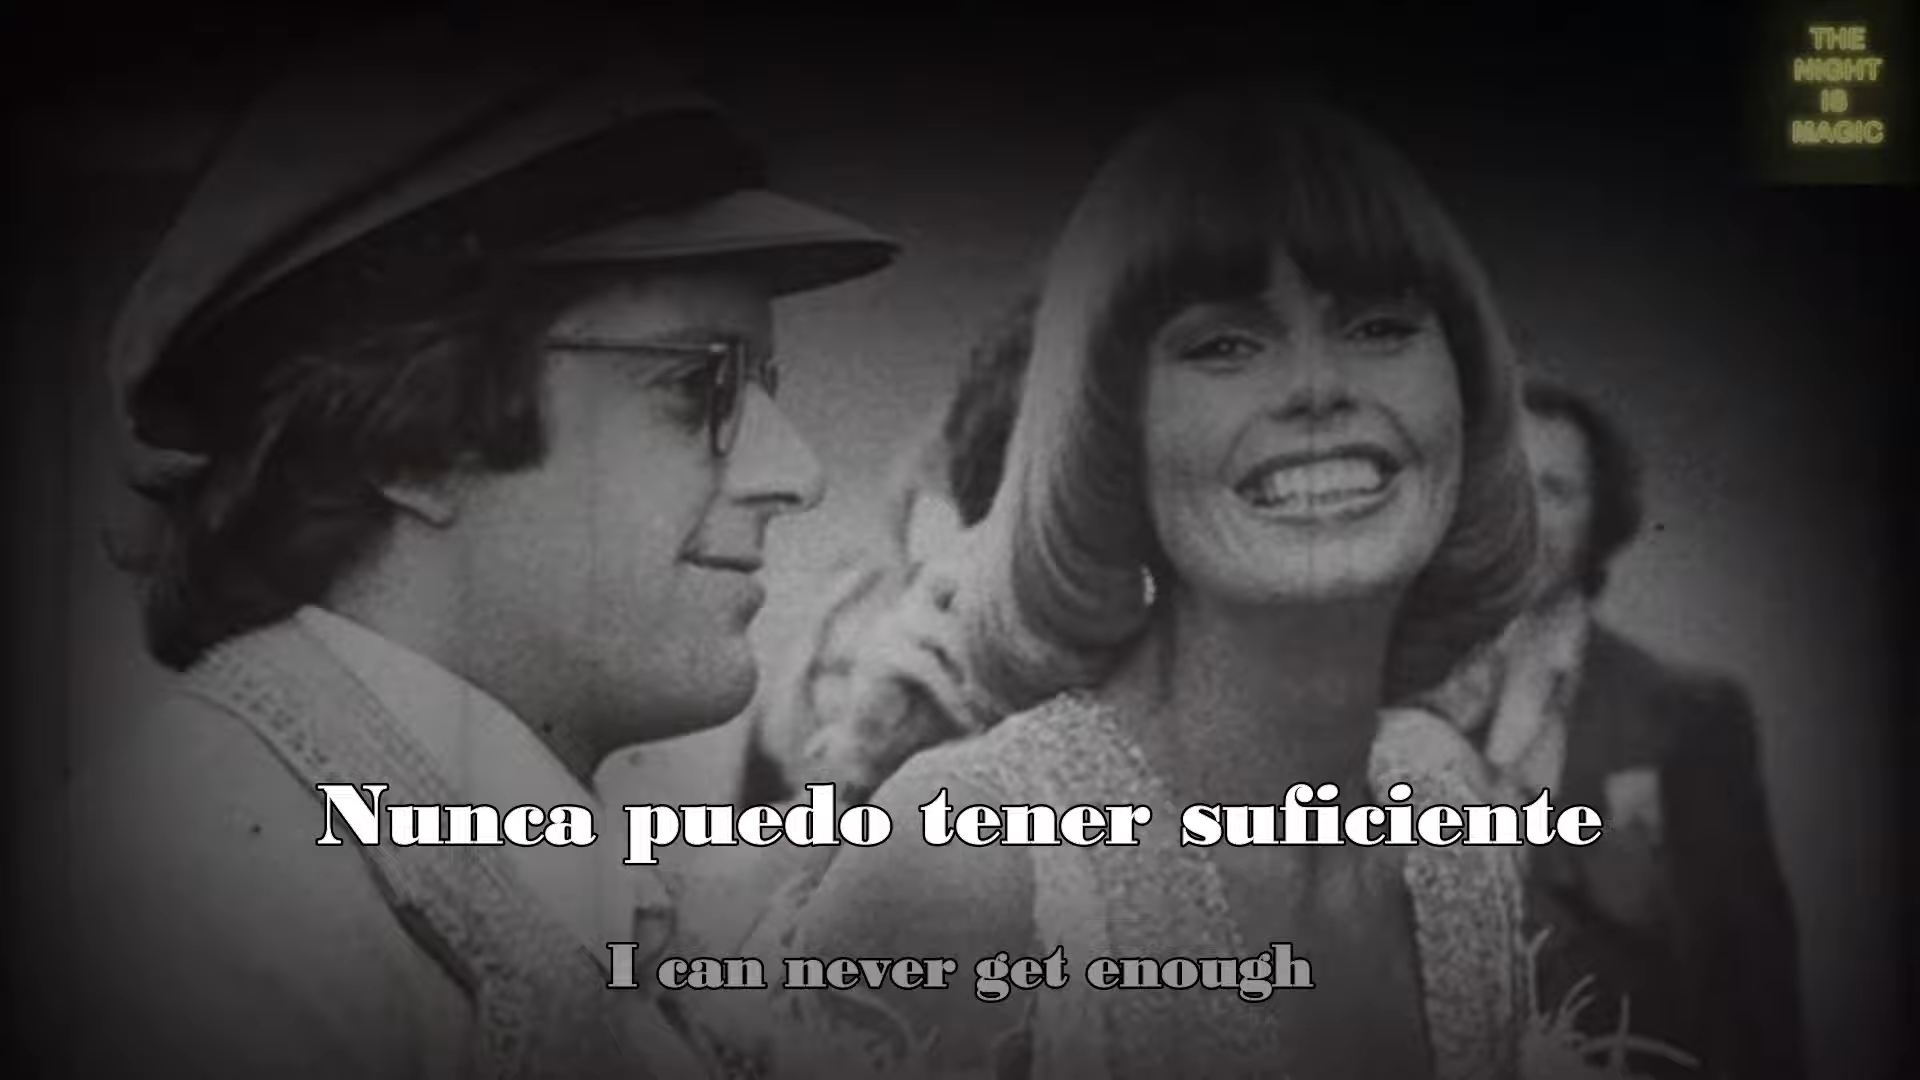 THE
NIGHT
IS
MAGIC
Nunca puedo tener suficiente
I can never get enough